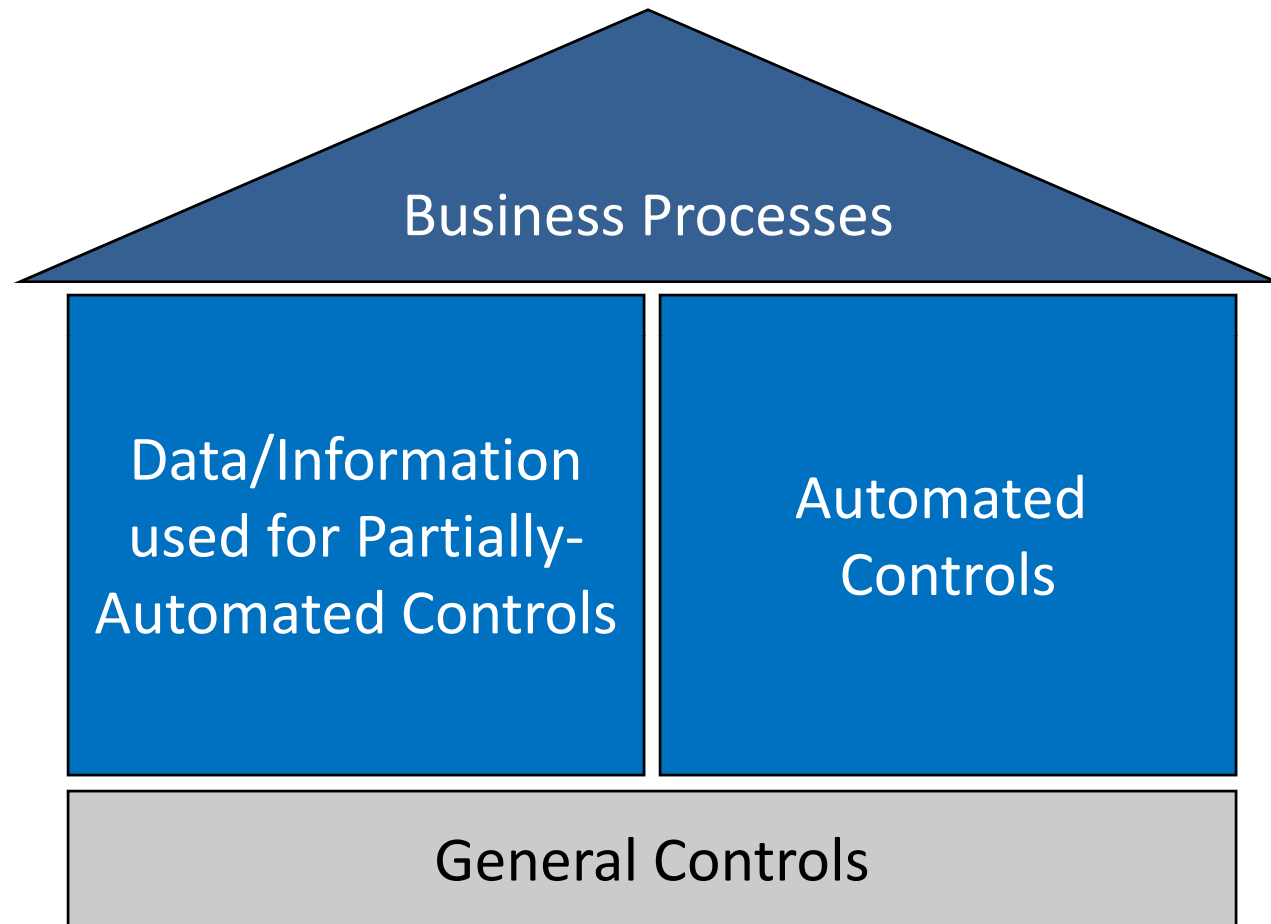 Business Processes
Data/Information
used for Partially-
Automated Controls
Automated
Controls
General Controls